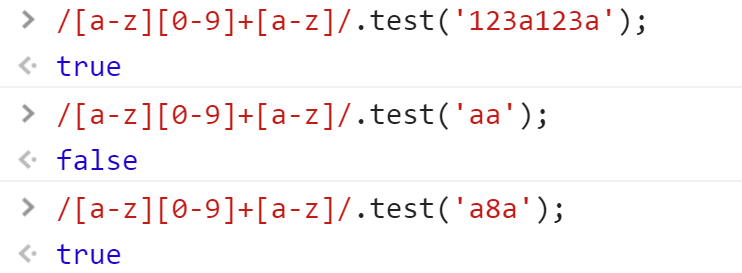 > /[a-z][0-9]+[a-z]/.test('123a123a');
< true
> /[a-z][0-9]+[a-z]/.test('aa');
< false
> /[a-z][0-9]+[a-z]/.test('a8a');
< true